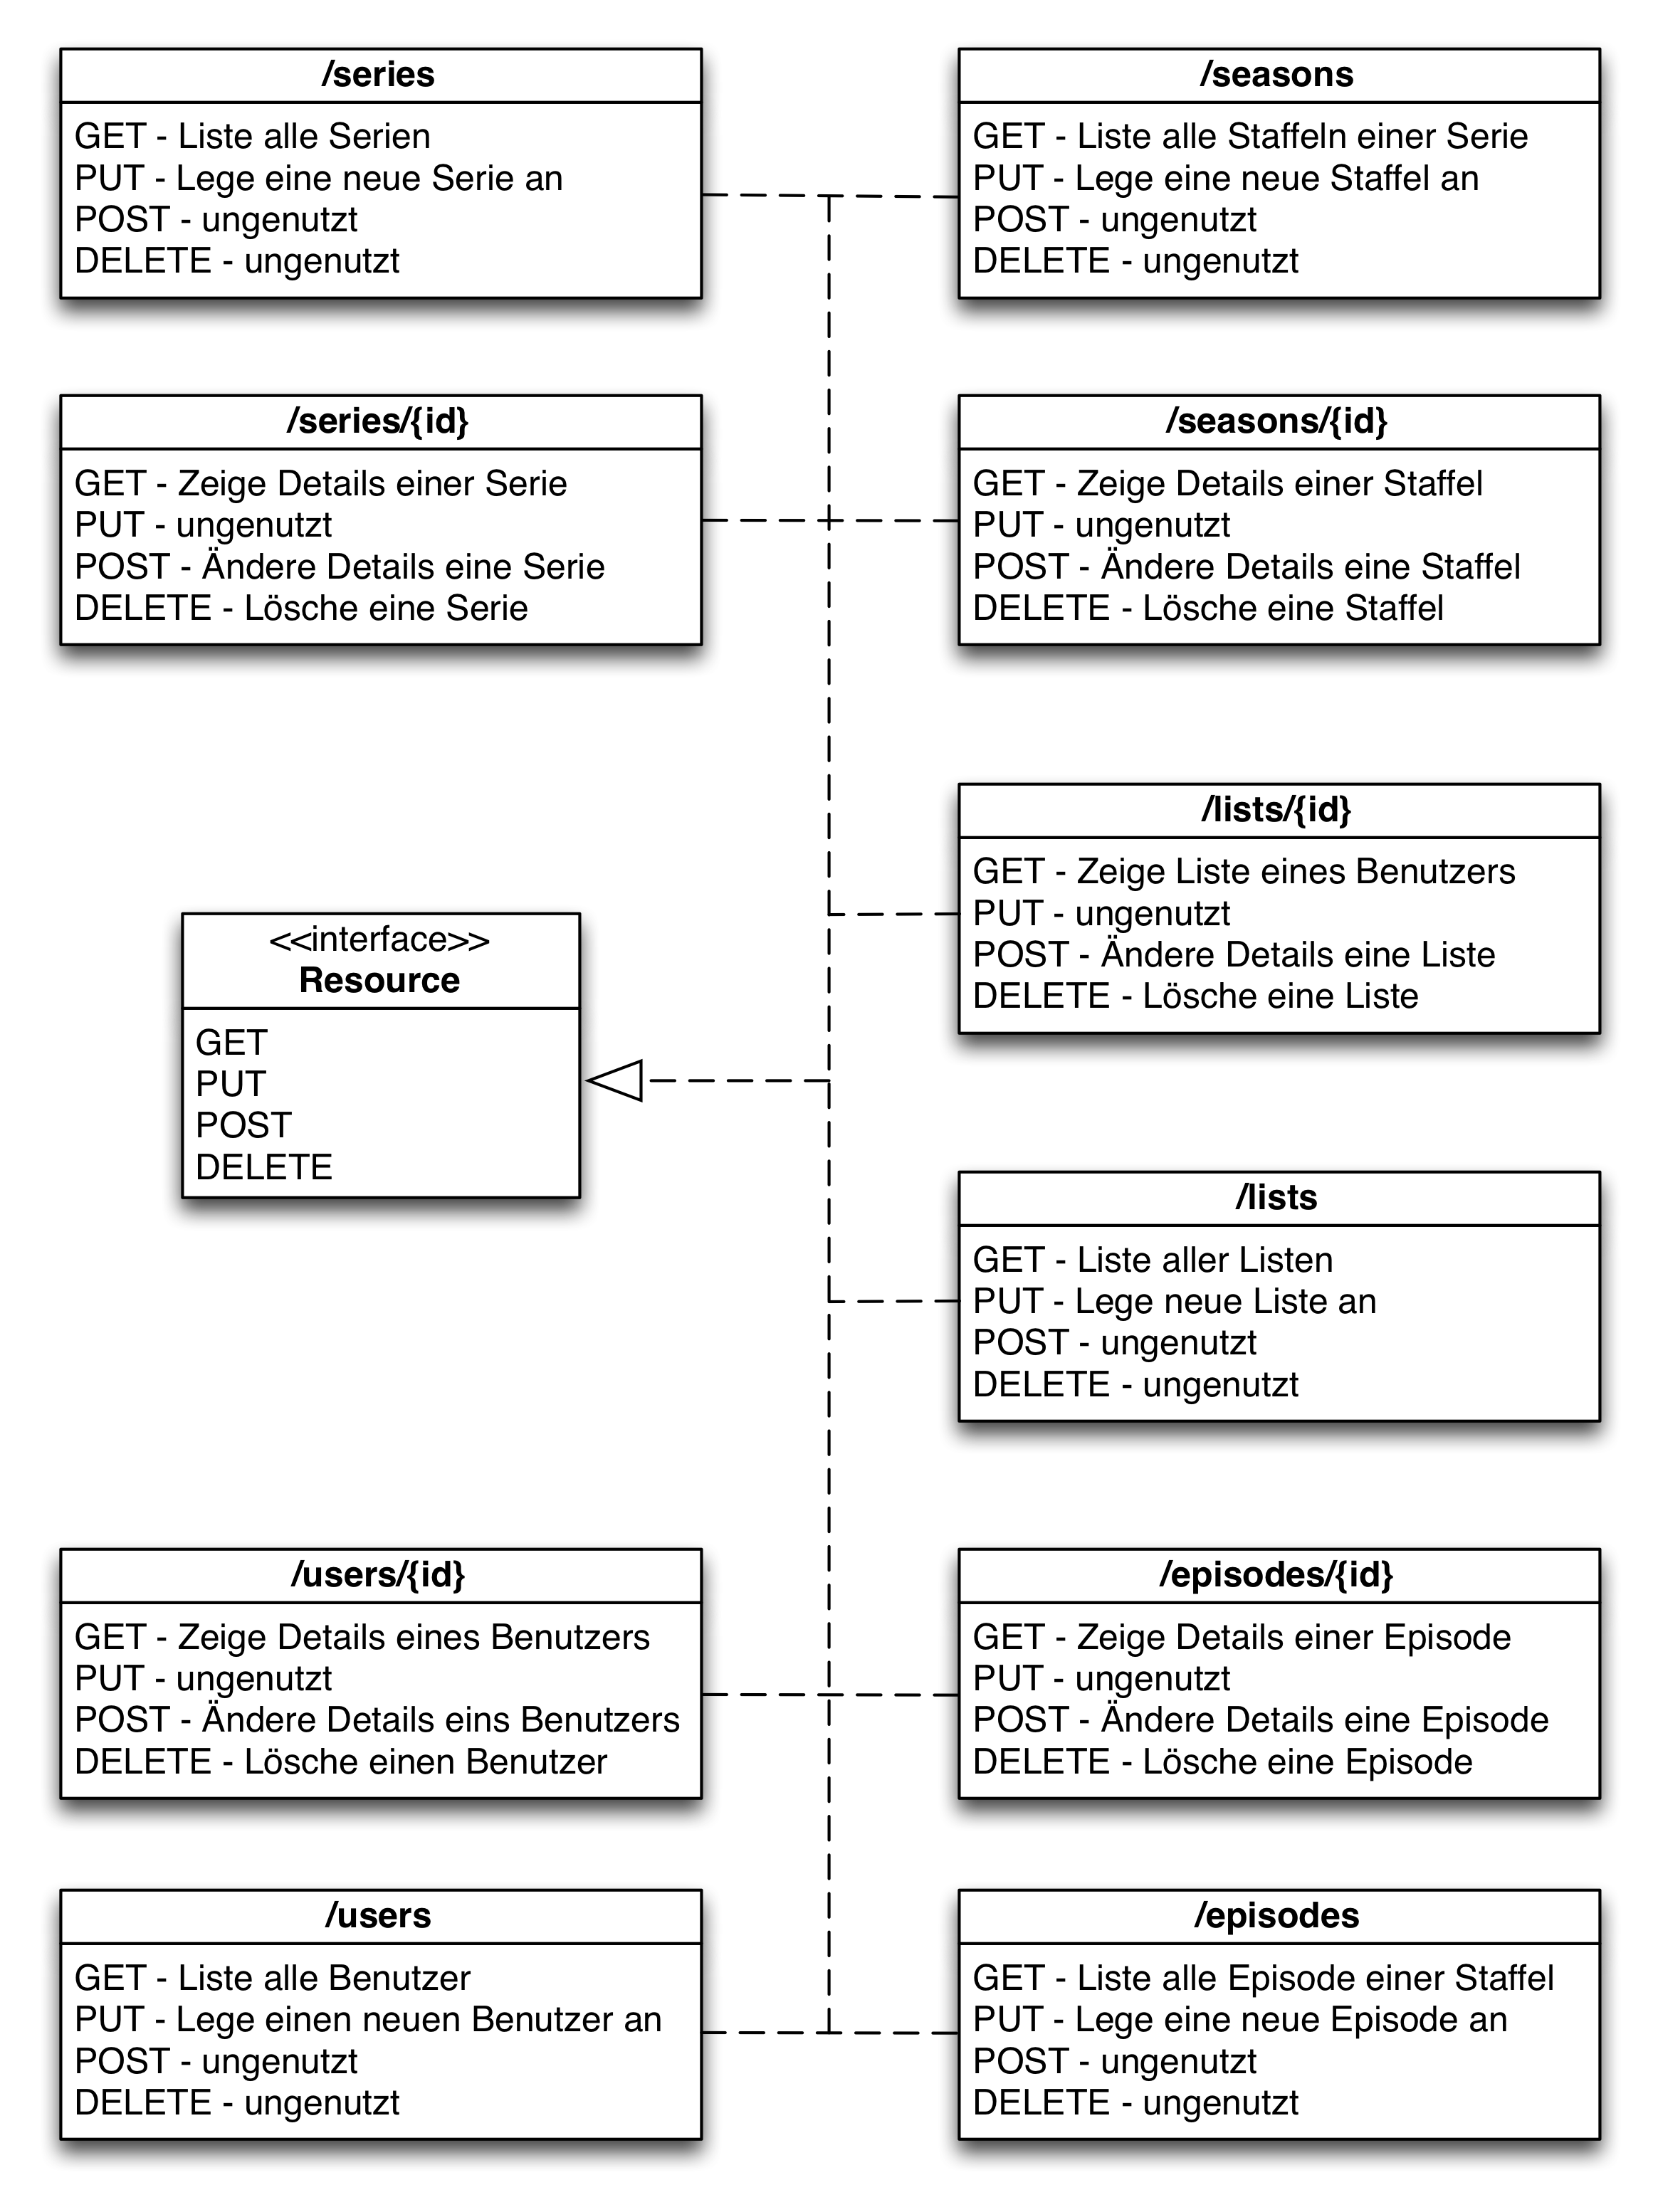 /series
GET - Liste alle Serien
PUT - Lege eine neue Serie an
POST - ungenutzt
DELETE - ungenutzt
/seasons
GET - Liste alle Staffeln einer Serie
PUT - Lege eine neue Staffel an
POST - ungenutzt
DELETE - ungenutzt
/series/{id}
GET - Zeige Details einer Serie
PUT - ungenutzt
POST - Ändere Details eine Serie
DELETE - Lösche eine Serie
/seasons/{id}
GET - Zeige Details einer Staffel
PUT - ungenutzt
POST - Ändere Details eine Staffel
DELETE - Lösche eine Staffel
/lists/{id}
GET - Zeige Liste eines Benutzers
PUT - ungenutzt
POST - Ändere Details eine Liste
DELETE - Lösche eine Liste
<<interface>>
Resource
GET
PUT
POST
DELETE
/lists
GET - Liste aller Listen
PUT - Lege neue Liste an
POST - ungenutzt
DELETE - ungenutzt
/users/{id}
GET - Zeige Details eines Benutzers
PUT - ungenutzt
POST - Ändere Details eins Benutzers
DELETE - Lösche einen Benutzer
/episodes/{id}
GET - Zeige Details einer Episode
PUT - ungenutzt
POST - Ändere Details eine Episode
DELETE - Lösche eine Episode
/users
GET - Liste alle Benutzer
PUT - Lege einen neuen Benutzer an
POST - ungenutzt
DELETE - ungenutzt
/episodes
GET - Liste alle Episode einer Staffel
PUT - Lege eine neue Episode an
POST - ungenutzt
DELETE - ungenutzt